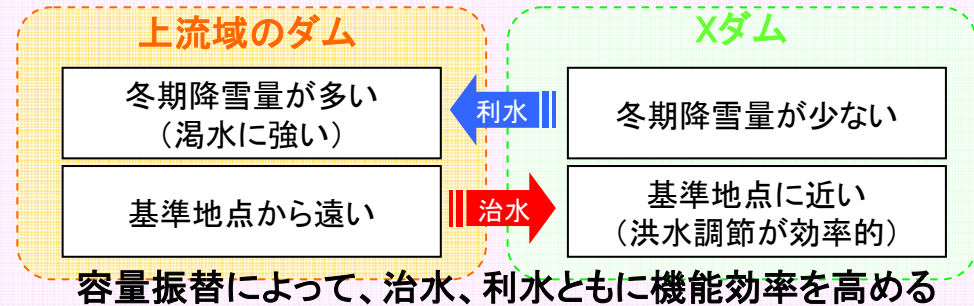 上流域のダム
Xダム
冬期降雪量が多い
（渇水に強い）
利水
冬期降雪量が少ない
基準地点から遠い
治水
基準地点に近い
（洪水調節が効率的）
容量振替によって、治水、利水ともに機能効率を高める